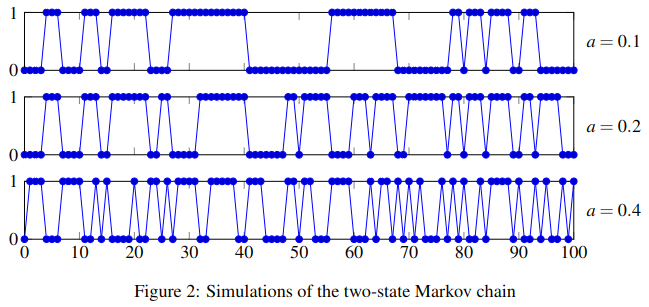 1
0
a = 0.1
1
0
a = 0.2
1
0
a = 0.4
0 10 20 30 40 50 60 70 80 90 100
Figure 2: Simulations of the two-state Markov chain